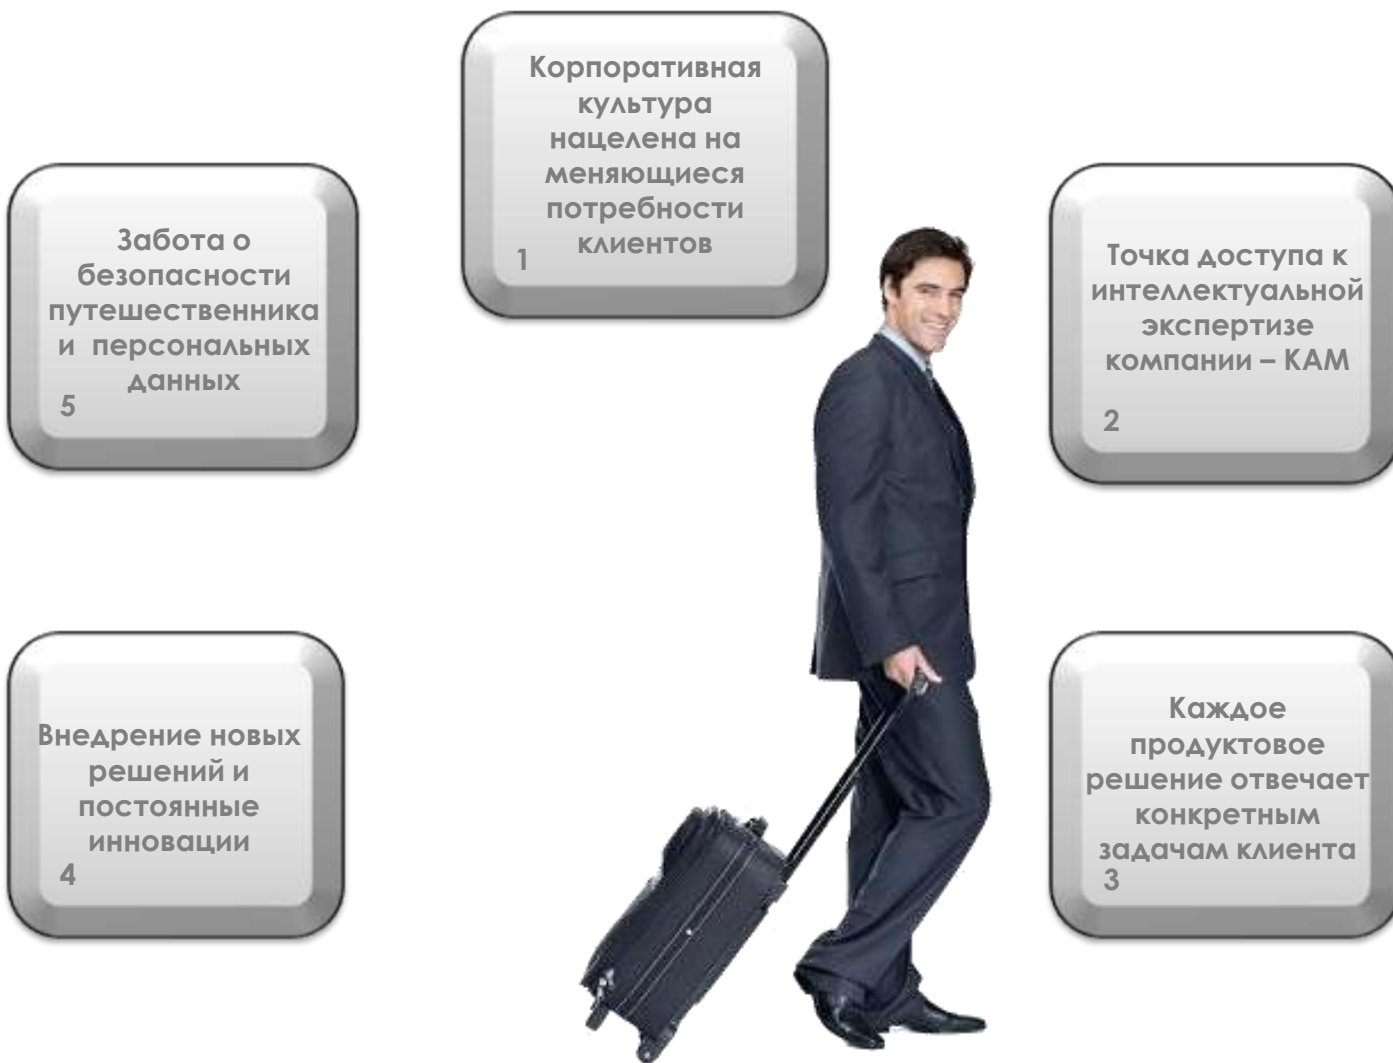 Корпоративная
культура
нацелена на
меняющиеся
потребности
клиентов
1
Точка доступа к
интеллектуальной
экспертизе
компании – КАМ
2
Каждое
продуктовое
решение отвечает
конкретным
задачам клиента
3
Внедрение новых
решений и
постоянные
инновации
4
Забота о
безопасности
путешественника
и персональных
данных
5